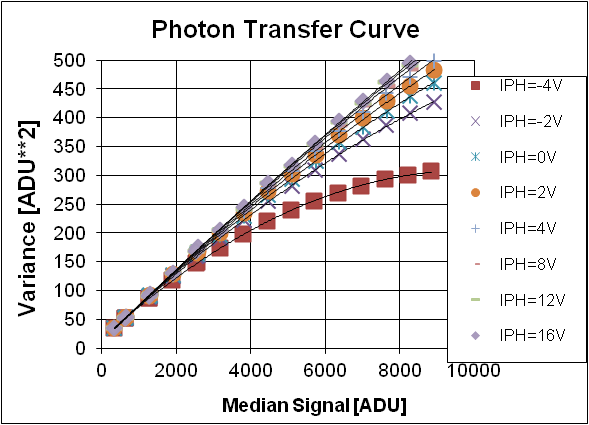 Photon Transfer Curve
Variance [ADU**2]
500
450
400
350
300
250
200
150
100
50
0
0 2000 4000 6000 8000 10000
Median Signal [ADU]
IPH=-4V
IPH=-2V
IPH=0V
IPH=2V
IPH=4V
IPH=8V
IPH=12V
IPH=16V